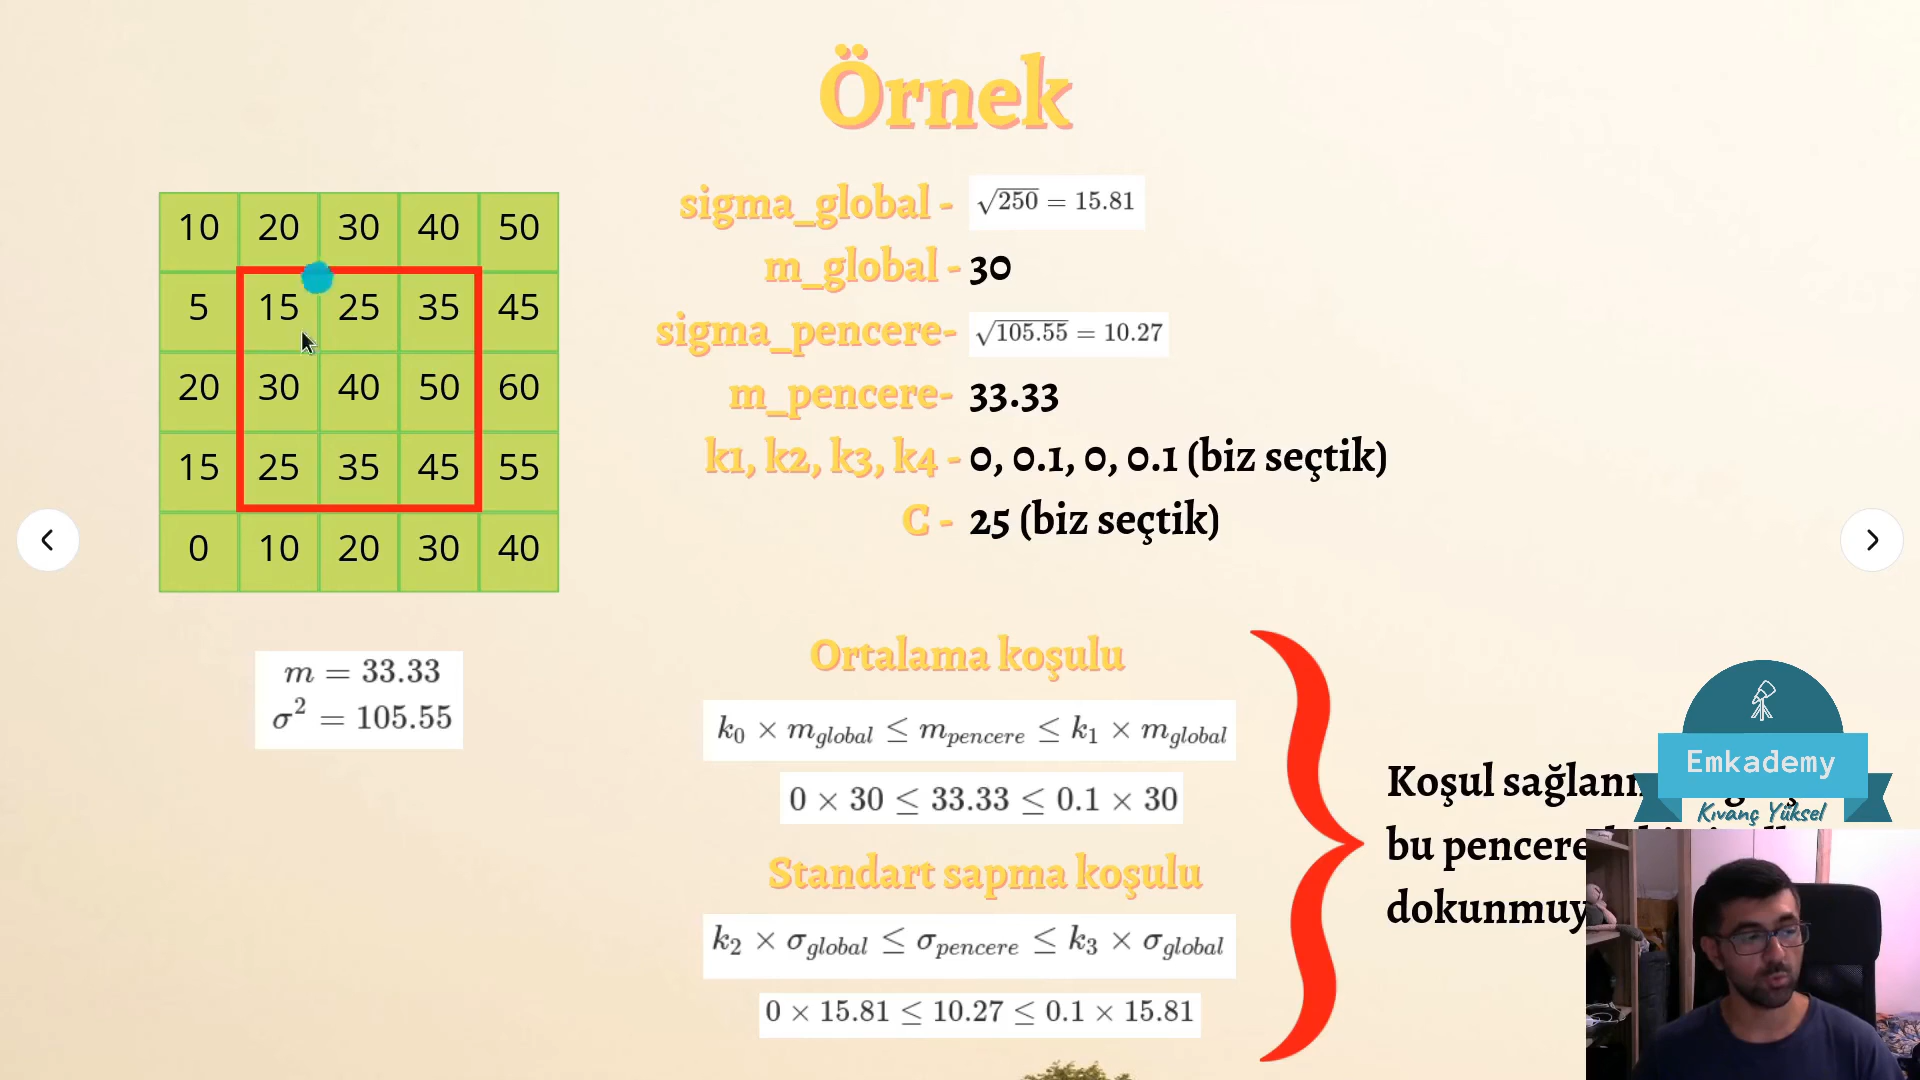 Örnek
10 20 30 40 50
5 15 25 35 45
20 30 40 50 60
15 25 35 45 55
0 10 20 30 40
m = 33.33
σ² = 105.55
sigma_global - √250 = 15.81
m_global - 30
sigma_pencere- √105.55 = 10.27
m_pencere- 33.33
k1, k2, k3, k4 - 0, 0.1, 0, 0.1 (biz seçtik)
C - 25 (biz seçtik)
Ortalama koşulu
k₀ × m_global ≤ m_pencere ≤ k₁ × m_global
0 × 30 ≤ 33.33 ≤ 0.1 × 30
Standart sapma koşulu
k₂ × σ_global ≤ σ_pencere ≤ k₃ × σ_global
0 × 15.81 ≤ 10.27 ≤ 0.1 × 15.81
Koşul
bu
Emkademy
Kıvanç Yüksel